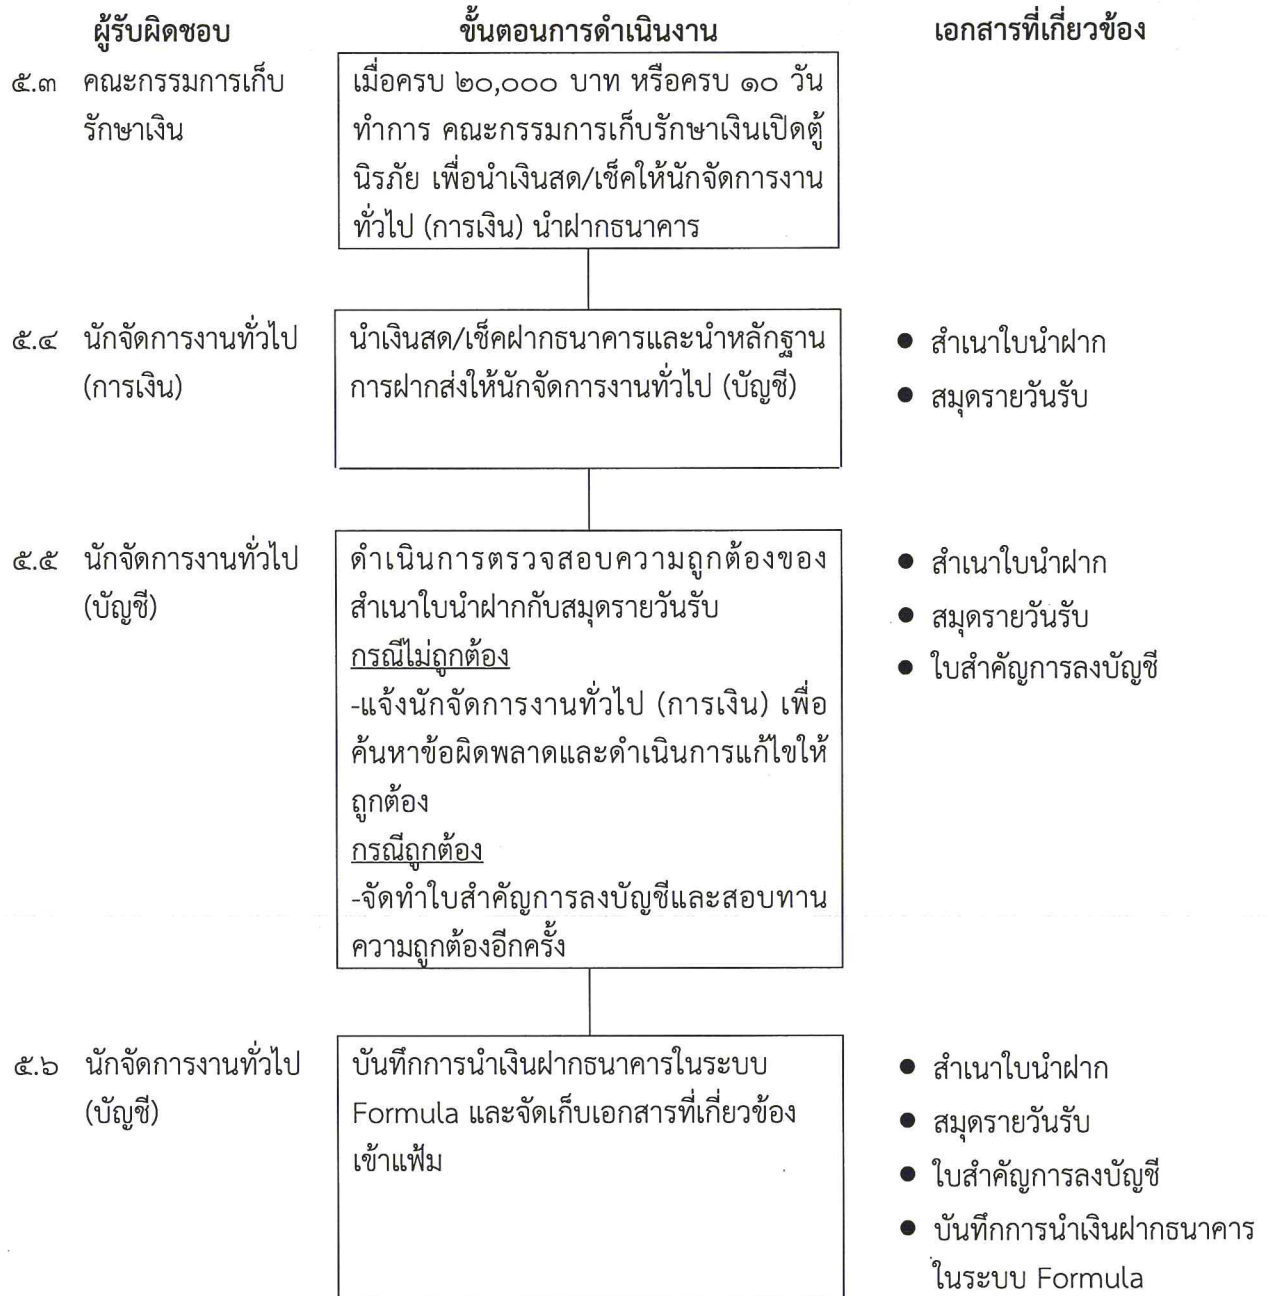 ผู้รับผิดชอบ
ขั้นตอนการดำเนินงาน
เอกสารที่เกี่ยวข้อง
๕.๓ คณะกรรมการเก็บ
รักษาเงิน
เมื่อครบ ๒๐,๐๐๐ บาท หรือครบ ๑๐ วัน
ทำการ คณะกรรมการเก็บรักษาเงินเปิดตู้
นิรภัย เพื่อนำเงินสด/เช็คให้นักจัดการงาน
ทั่วไป (การเงิน) นำฝากธนาคาร
๕.๔ นักจัดการงานทั่วไป
(การเงิน)
นำเงินสด/เช็คฝากธนาคารและนำหลักฐาน
การฝากส่งให้นักจัดการงานทั่วไป (บัญชี)
● สำเนาใบนำฝาก
● สมุดรายวันรับ
๕.๕ นักจัดการงานทั่วไป
(บัญชี)
ดำเนินการตรวจสอบความถูกต้องของ
สำเนาใบนำฝากกับสมุดรายวันรับ
กรณีไม่ถูกต้อง
-แจ้งนักจัดการงานทั่วไป (การเงิน) เพื่อ
ค้นหาข้อผิดพลาดและดำเนินการแก้ไขให้
ถูกต้อง
กรณีถูกต้อง
-จัดทำใบสำคัญการลงบัญชีและสอบทาน
ความถูกต้องอีกครั้ง
● สำเนาใบนำฝาก
● สมุดรายวันรับ
● ใบสำคัญการลงบัญชี
๕.๖ นักจัดการงานทั่วไป
(บัญชี)
บันทึกการนำเงินฝากธนาคารในระบบ
Formula และจัดเก็บเอกสารที่เกี่ยวข้อง
เข้าแฟ้ม
● สำเนาใบนำฝาก
● สมุดรายวันรับ
● ใบสำคัญการลงบัญชี
● บันทึกการนำเงินฝากธนาคาร
ในระบบ Formula